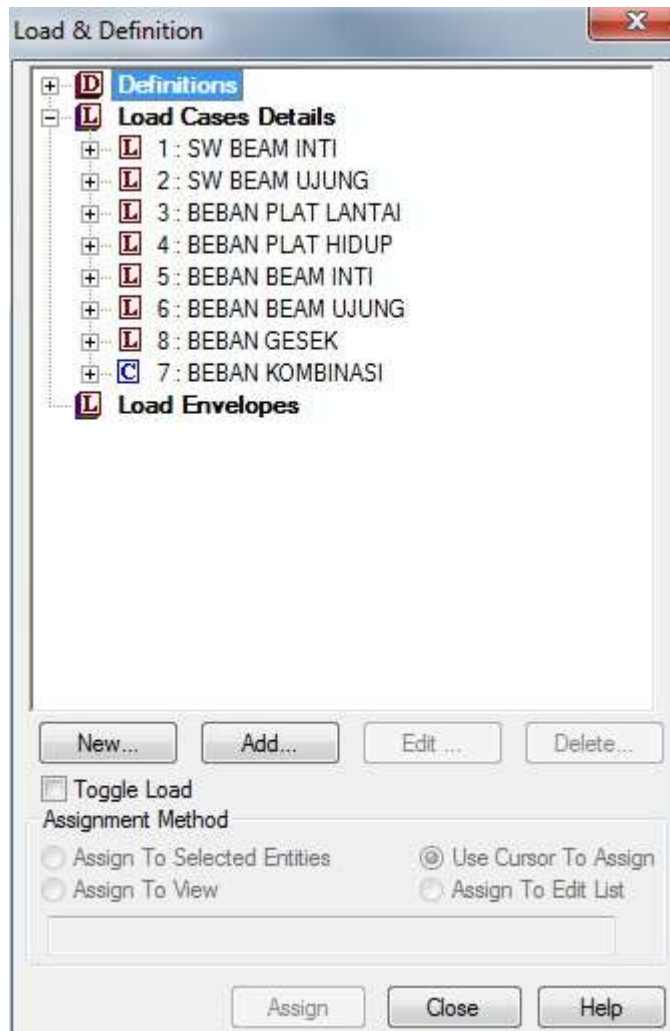 Load & Definition
D Definitions
L Load Cases Details
L 1 : SW BEAM INTI
L 2 : SW BEAM UJUNG
L 3 : BEBAN PLAT LANTAI
L 4 : BEBAN PLAT HIDUP
L 5 : BEBAN BEAM INTI
L 6 : BEBAN BEAM UJUNG
L 8 : BEBAN GESEK
C 7 : BEBAN KOMBINASI
L Load Envelopes
New... Add... Edit ... Delete...
Toggle Load
Assignment Method
Assign To Selected Entities Use Cursor To Assign
Assign To View Assign To Edit List
Assign Close Help